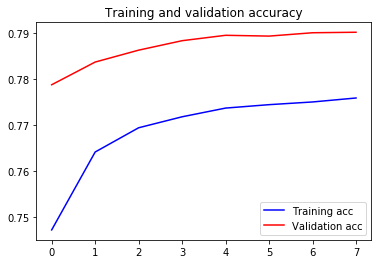 Training and validation accuracy
0.79
0.78
0.77
0.76
0.75
Training acc
Validation acc
0 1 2 3 4 5 6 7